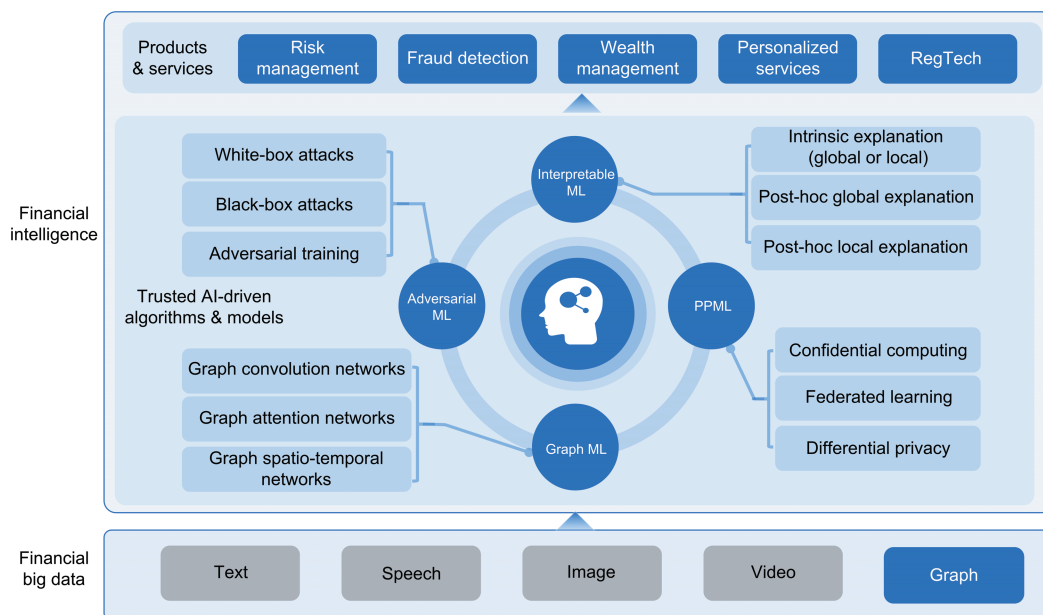 Products
& services
Risk
management
Fraud detection
Wealth
management
Personalized
services
RegTech
Financial
intelligence
White-box attacks
Black-box attacks
Adversarial training
Trusted AI-driven
algorithms & models
Graph convolution networks
Graph attention networks
Graph spatio-temporal
networks
Interpretable
ML
Adversarial
ML
PPML
Graph ML
Intrinsic explanation
(global or local)
Post-hoc global explanation
Post-hoc local explanation
Confidential computing
Federated learning
Differential privacy
Financial
big data
Text
Speech
Image
Video
Graph